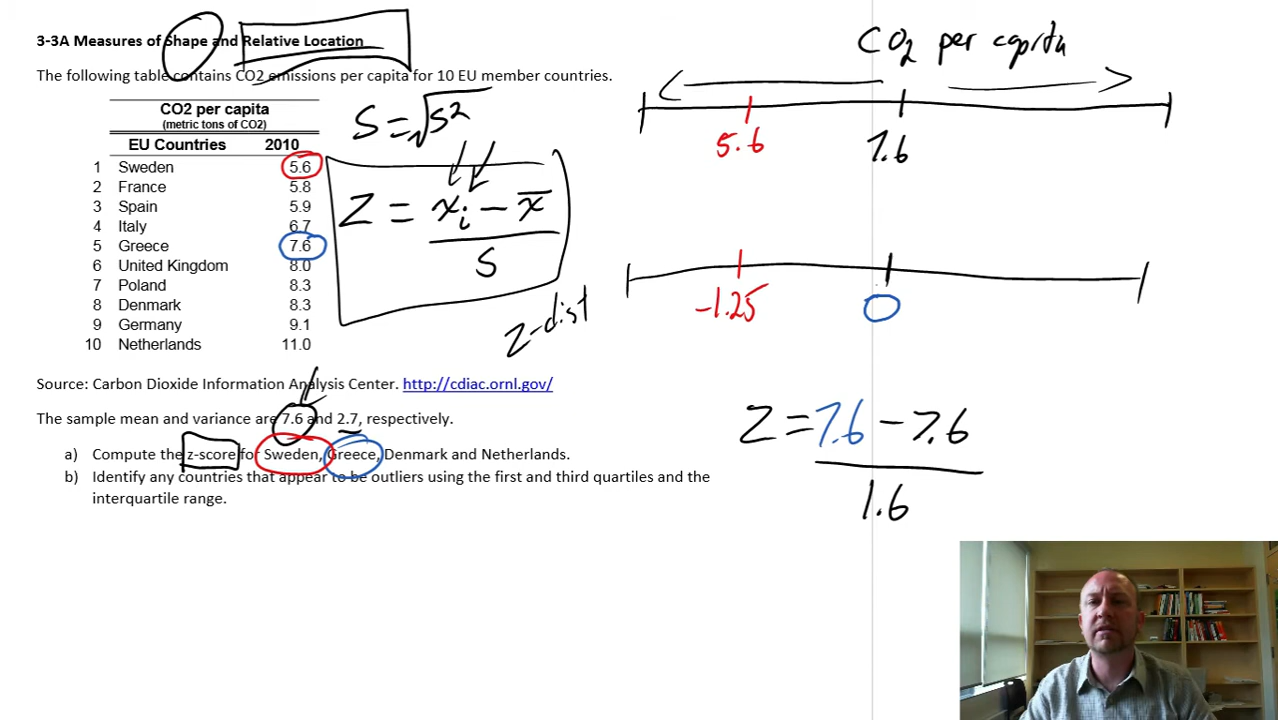 3-3A Measures of Shape and Relative Location
The following table contains CO2 emissions per capita for 10 EU member countries.
CO2 per capita
(metric tons of CO2)
EU Countries 2010
1 Sweden 5.6
2 France 5.8
3 Spain 5.9
4 Italy 6.7
5 Greece 7.6
6 United Kingdom 8.0
7 Poland 8.3
8 Denmark 8.3
9 Germany 9.1
10 Netherlands 11.0
S = √s²
Z = xᵢ − x̅
S
z-dist
Source: Carbon Dioxide Information Analysis Center. http://cdiac.ornl.gov/
The sample mean and variance are 7.6 and 2.7, respectively.
a) Compute the z-score for Sweden, Greece, Denmark and Netherlands.
b) Identify any countries that appear to be outliers using the first and third quartiles and the
interquartile range.
CO2 per capita
5.6 7.6
-1.25 0
Z = 7.6 − 7.6
1.6